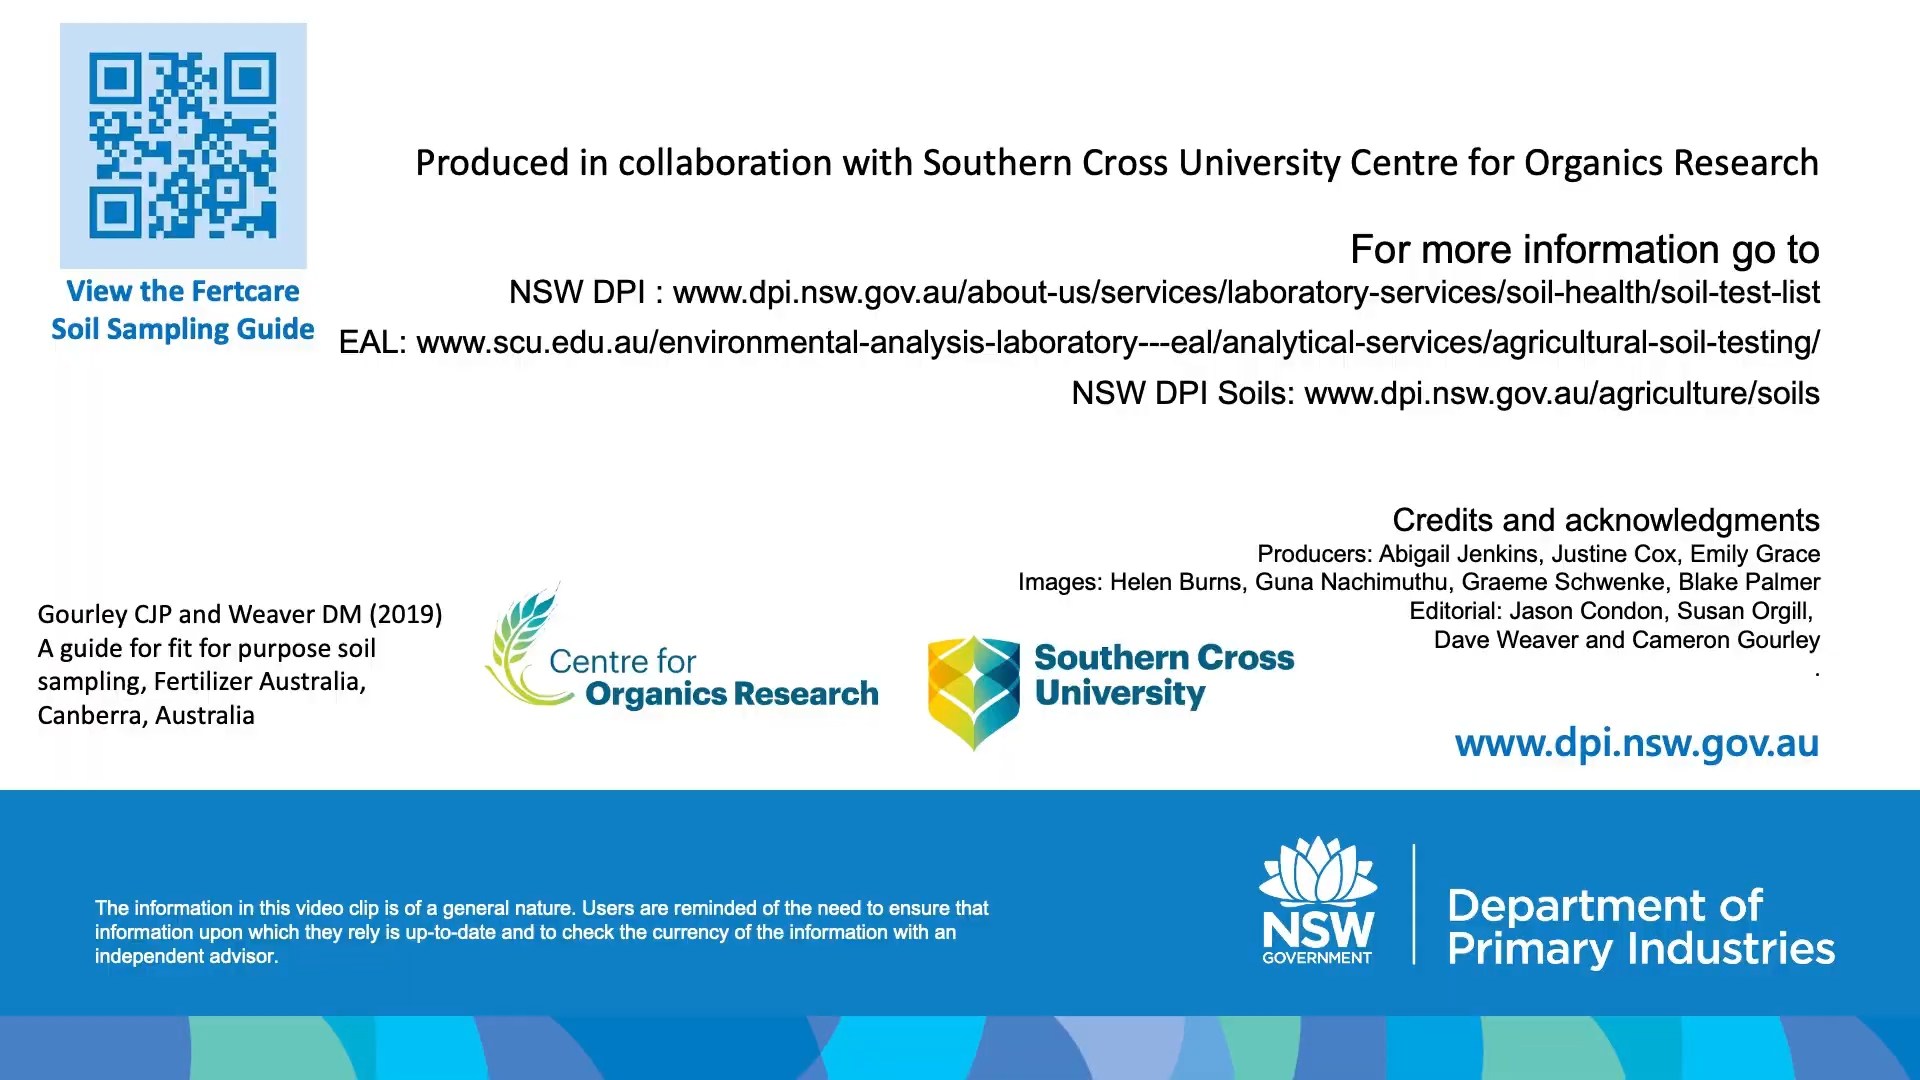 View the Fertcare
Soil Sampling Guide
Produced in collaboration with Southern Cross University Centre for Organics Research
For more information go to
NSW DPI : www.dpi.nsw.gov.au/about-us/services/laboratory-services/soil-health/soil-test-list
EAL: www.scu.edu.au/environmental-analysis-laboratory---eal/analytical-services/agricultural-soil-testing/
NSW DPI Soils: www.dpi.nsw.gov.au/agriculture/soils
Credits and acknowledgments
Producers: Abigail Jenkins, Justine Cox, Emily Grace
Images: Helen Burns, Guna Nachimuthu, Graeme Schwenke, Blake Palmer
Editorial: Jason Condon, Susan Orgill,
Dave Weaver and Cameron Gourley
.
Gourley CJP and Weaver DM (2019)
A guide for fit for purpose soil
sampling, Fertilizer Australia,
Canberra, Australia
Centre for
Organics Research
Southern Cross
University
www.dpi.nsw.gov.au
The information in this video clip is of a general nature. Users are reminded of the need to ensure that
information upon which they rely is up-to-date and to check the currency of the information with an
independent advisor.
NSW
GOVERNMENT
Department of
Primary Industries